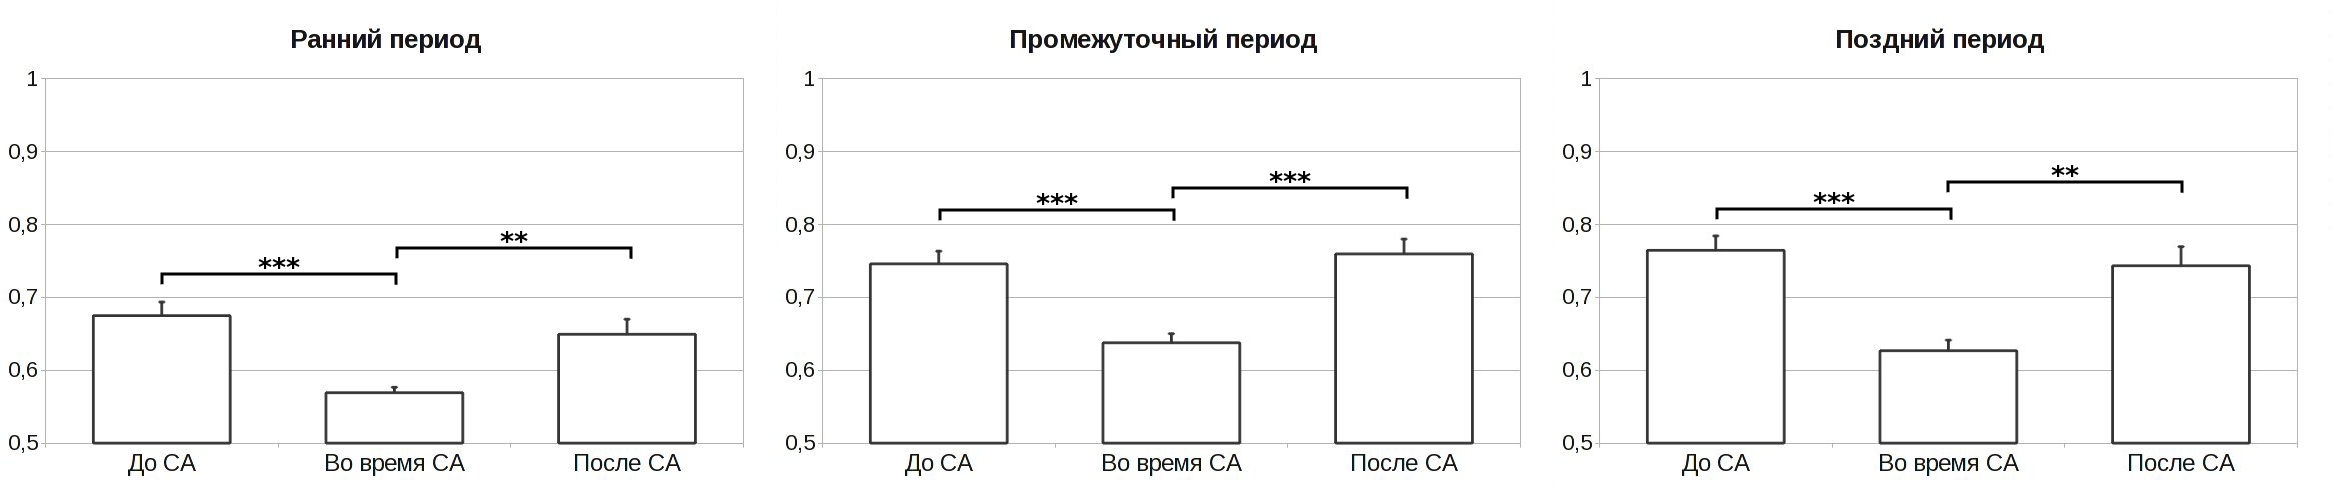 Ранний период
1
0,9
0,8
0,7
0,6
0,5
***
**
До СА
Во время СА
После СА
Промежуточный период
1
0,9
0,8
0,7
0,6
0,5
***
***
До СА
Во время СА
После СА
Поздний период
1
0,9
0,8
0,7
0,6
0,5
***
**
До СА
Во время СА
После СА